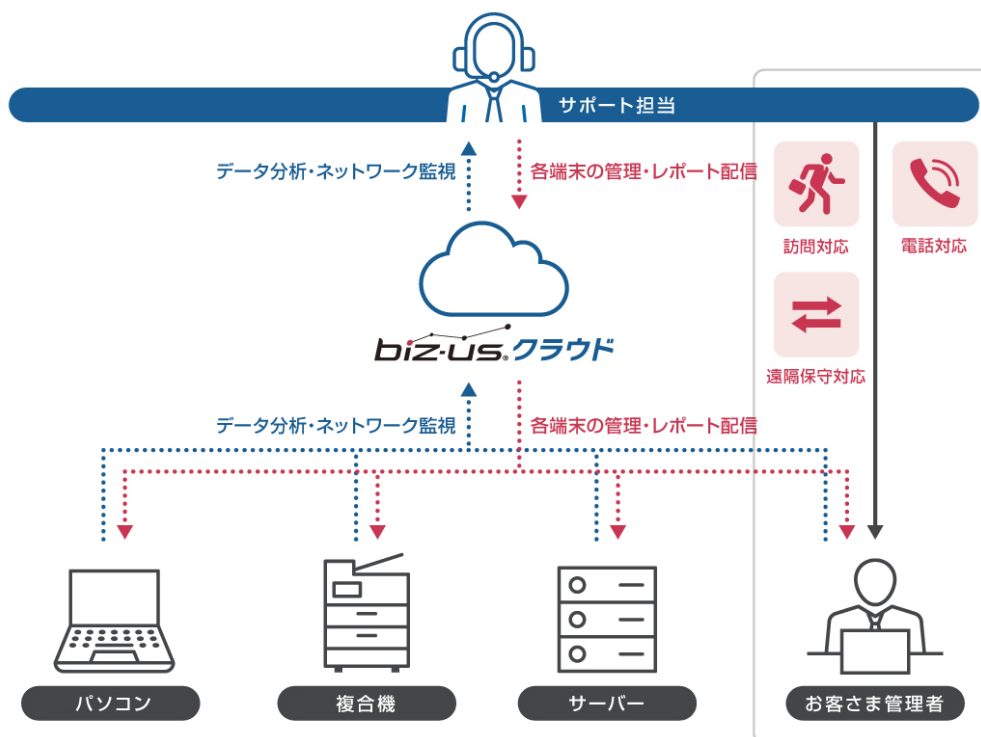 サポート担当
データ分析・ネットワーク監視
各端末の管理・レポート配信
訪問対応
電話対応
biz-us®クラウド
遠隔保守対応
データ分析・ネットワーク監視
各端末の管理・レポート配信
パソコン
複合機
サーバー
お客さま管理者